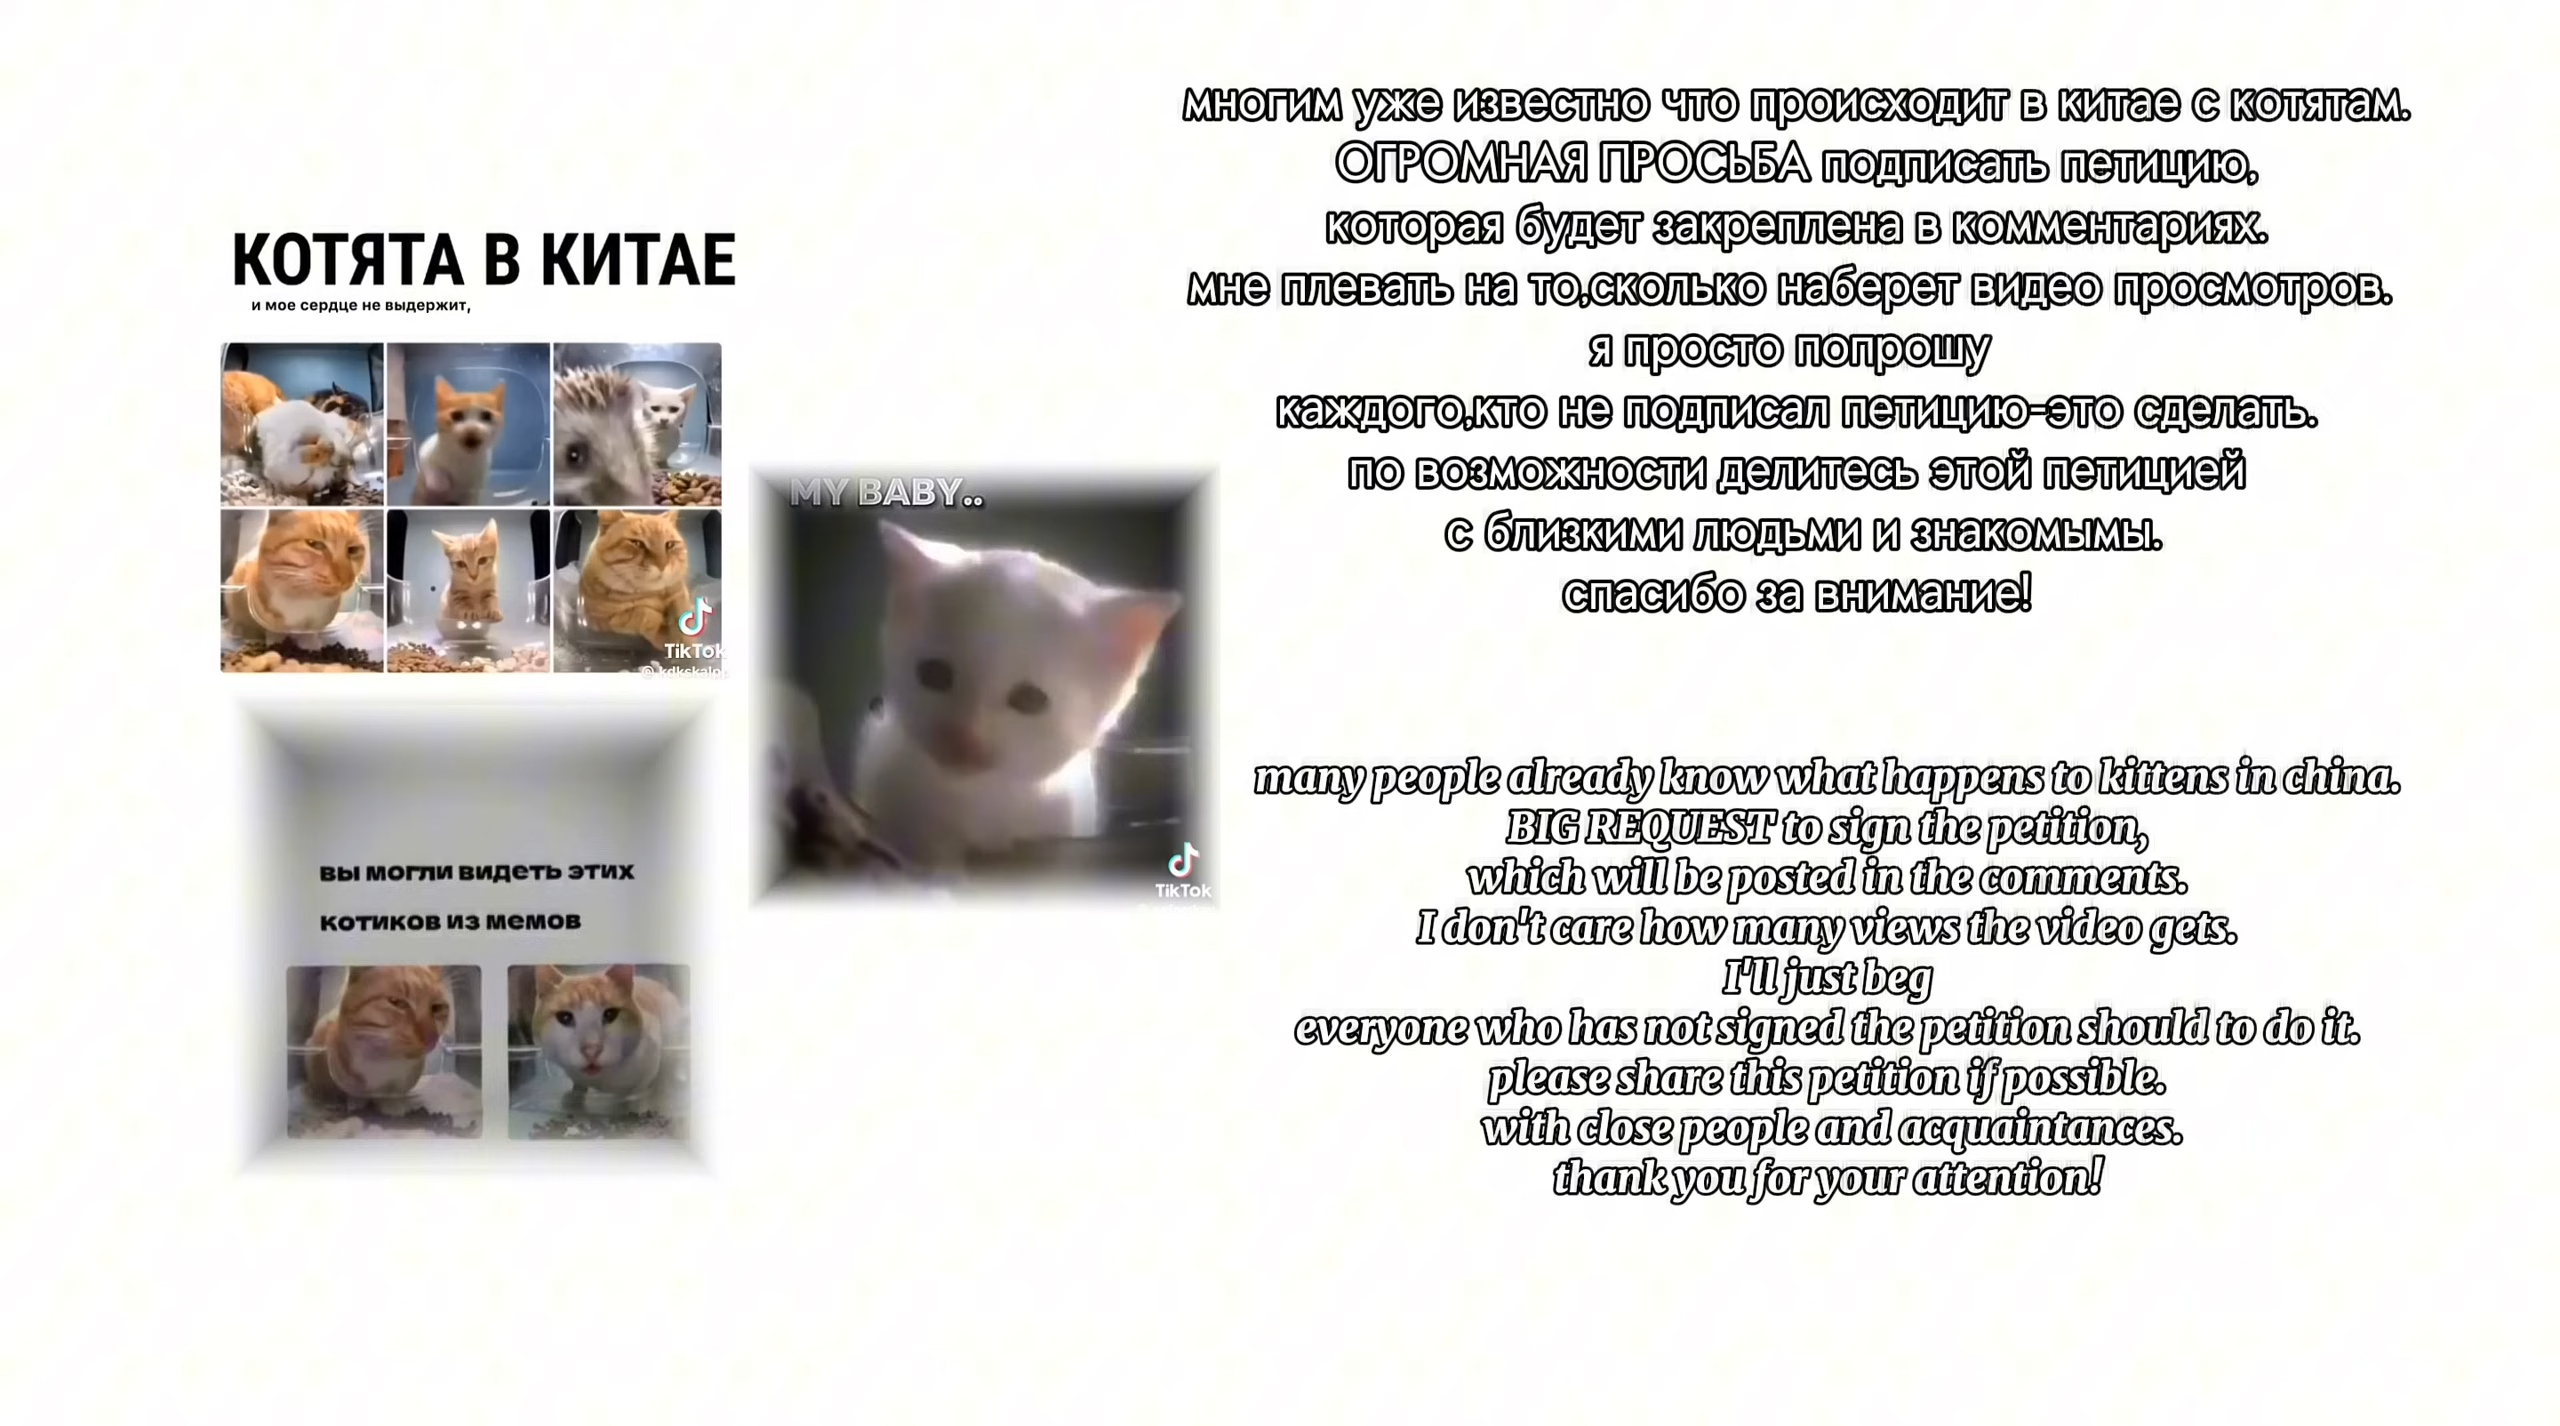 КОТЯТА В КИТАЕ
и мое сердце не выдержит,
TikTok
MY BABY..
TikTok
вы могли видеть этих
котиков из мемов
многим уже известно что происходит в китае с котятам.
ОГРОМНАЯ ПРОСЬБА подписать петицию,
которая будет закреплена в комментариях.
мне плевать на то,сколько наберет видео просмотров.
я просто попрошу
каждого,кто не подписал петицию-это сделать.
по возможности делитесь этой петицией
с близкими людьми и знакомымы.
спасибо за внимание!
many people already know what happens to kittens in china.
BIG REQUEST to sign the petition,
which will be posted in the comments.
I don't care how many views the video gets.
I'll just beg
everyone who has not signed the petition should to do it.
please share this petition if possible.
with close people and acquaintances.
thank you for your attention!